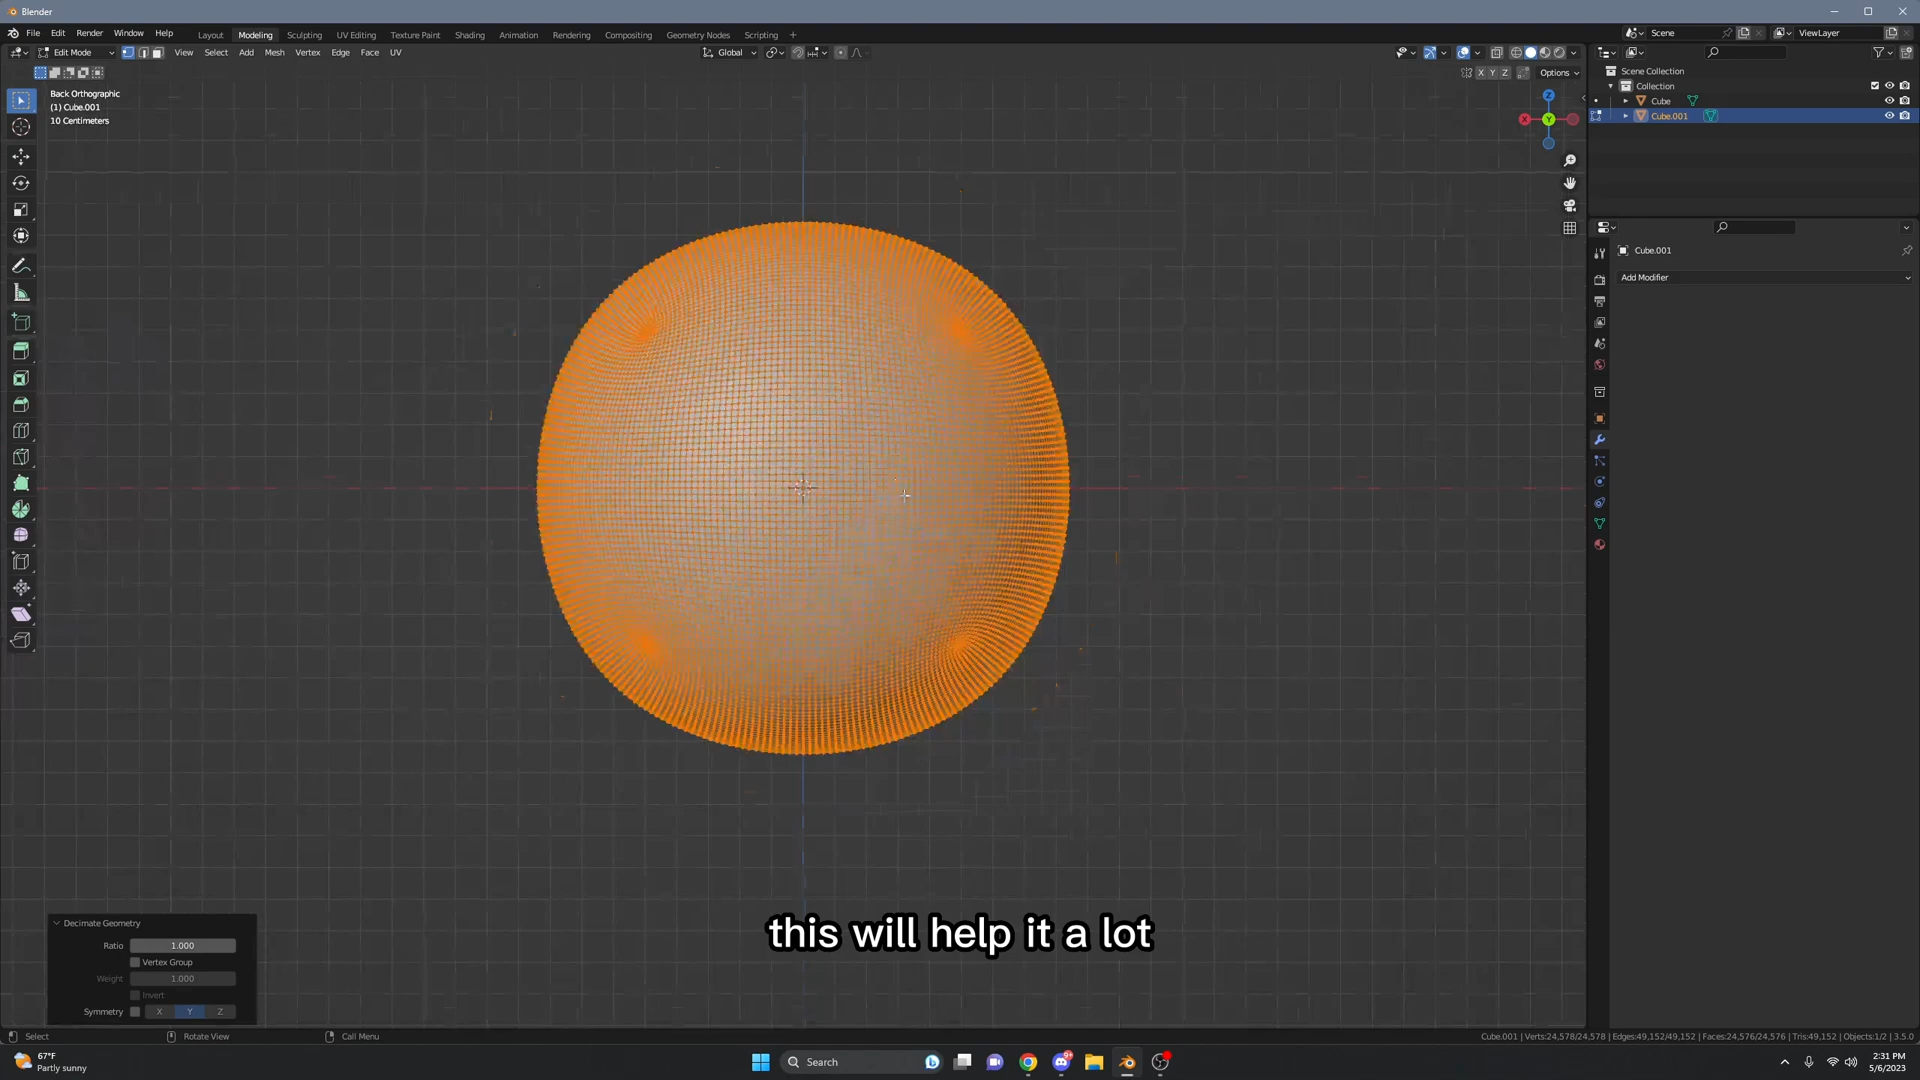 Blender
File Edit Render Window Help
Layout Modeling Sculpting UV Editing Texture Paint Shading Animation Rendering Compositing Geometry Nodes Scripting +
Scene
ViewLayer
Edit Mode
View Select Add Mesh Vertex Edge Face UV
Global
X Y Z
Options
Back Orthographic
(1) Cube.001
10 Centimeters
Z
X
Y
Scene Collection
Collection
Cube
Cube.001
Cube.001
Add Modifier
Decimate Geometry
Ratio 1.000
Vertex Group
Weight 1.000
Invert
Symmetry X Y Z
this will help it a lot
Select
Rotate View
Call Menu
Cube.001 | Verts:24,578/24,578 | Edges:49,152/49,152 | Faces:24,576/24,576 | Tris:49,152 | Objects:1/2 | 3.5.0
67°F
Partly sunny
Search
9+
2:31 PM
5/6/2023